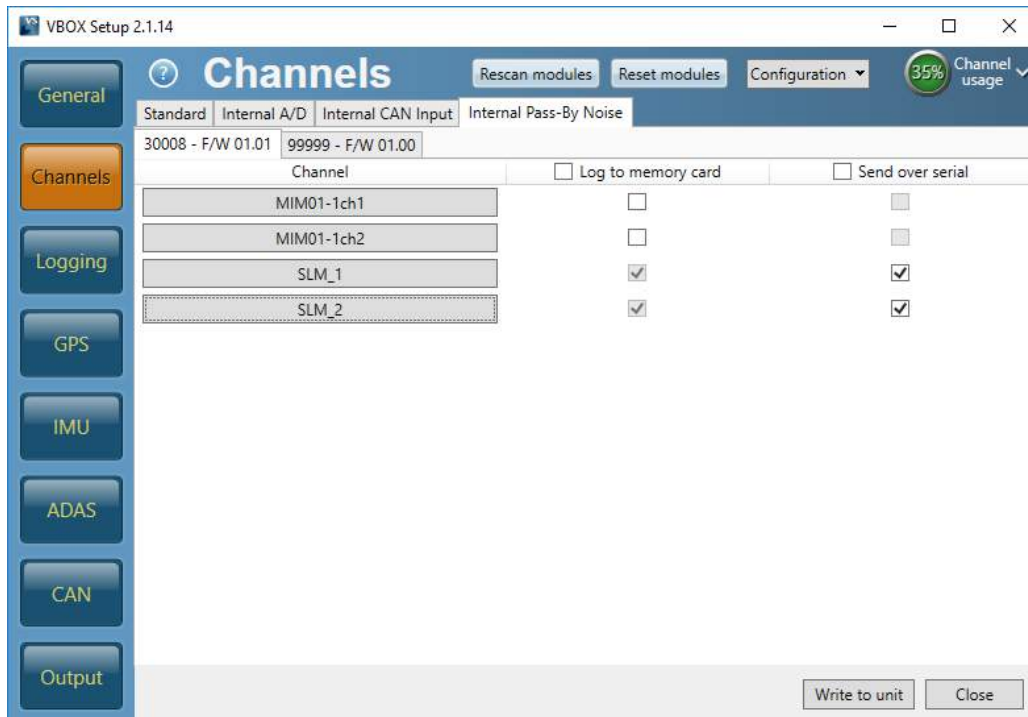 VBOX Setup 2.1.14
General
Channels
Logging
GPS
IMU
ADAS
CAN
Output
? Channels Rescan modules Reset modules Configuration 35% Channel usage
Standard Internal A/D Internal CAN Input Internal Pass-By Noise
30008 - F/W 01.01 99999 - F/W 01.00
Channel Log to memory card Send over serial
MIM01-1ch1
MIM01-1ch2
SLM_1
SLM_2
Write to unit Close